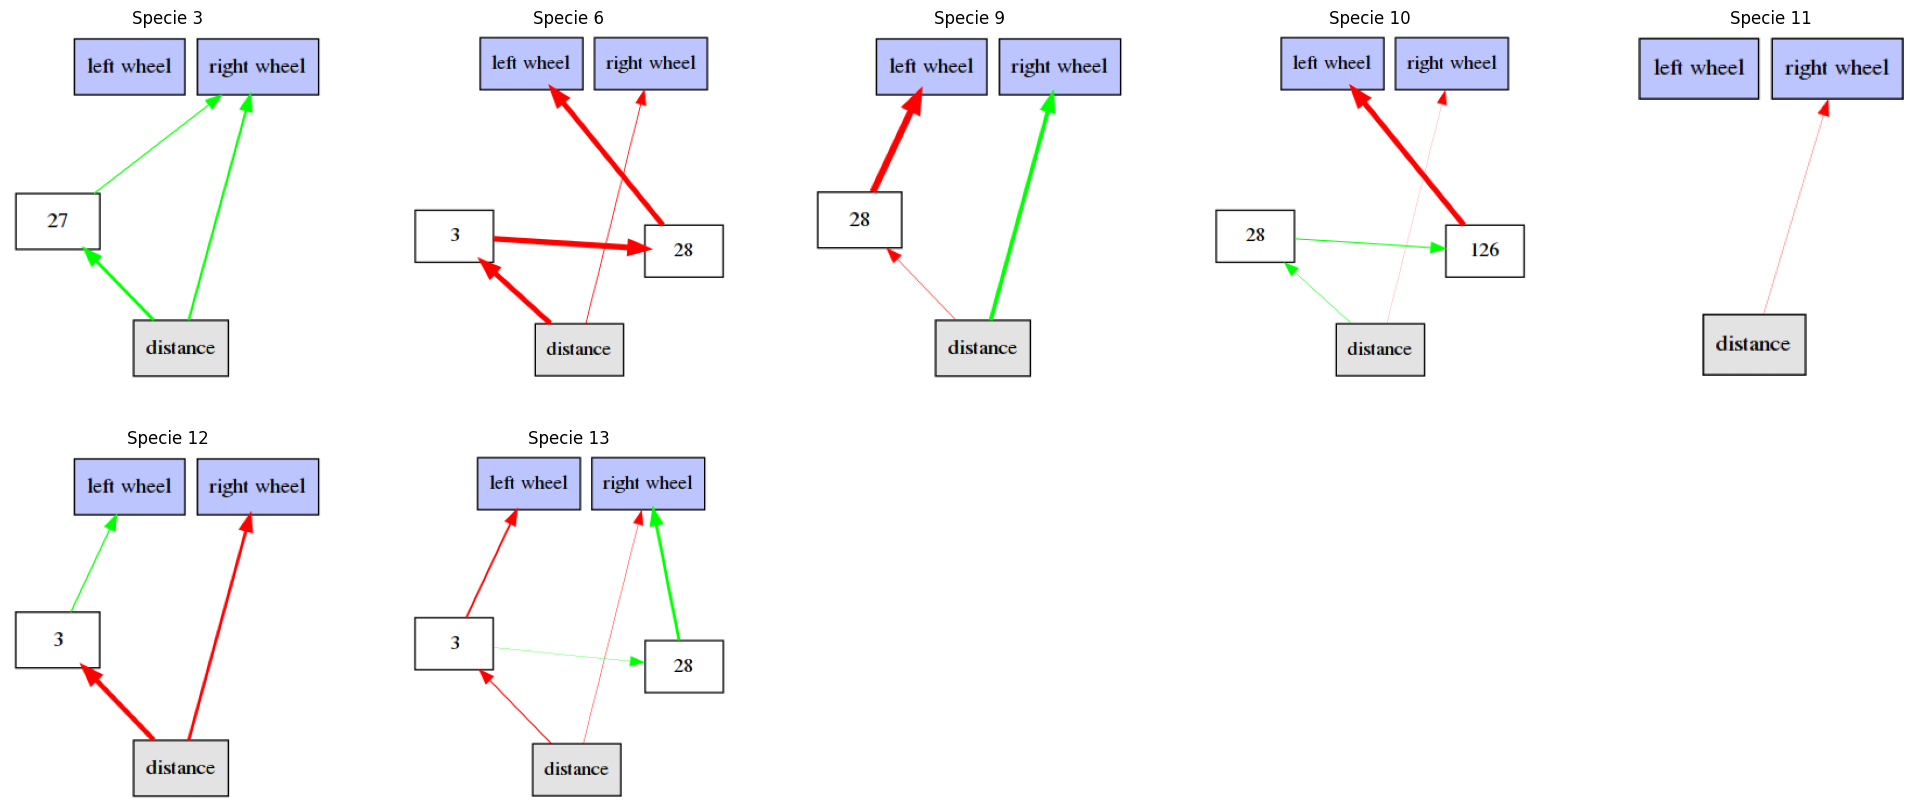 Specie 3
left wheel
right wheel
27
distance
Specie 6
left wheel
right wheel
3
28
distance
Specie 9
left wheel
right wheel
28
distance
Specie 10
left wheel
right wheel
28
126
distance
Specie 11
left wheel
right wheel
distance
Specie 12
left wheel
right wheel
3
distance
Specie 13
left wheel
right wheel
3
28
distance